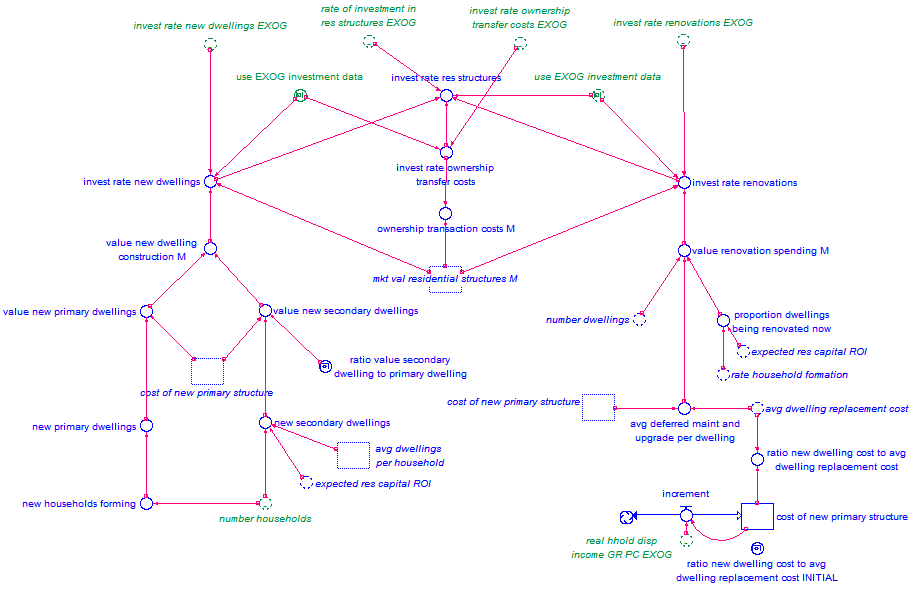 rate of investment in
res structures EXOG
invest rate ownership
transfer costs EXOG
invest rate new dwellings EXOG
invest rate renovations EXOG
use EXOG investment data
invest rate res structures
use EXOG investment data
invest rate ownership
transfer costs
invest rate new dwellings
invest rate renovations
ownership transaction costs M
value new dwelling
construction M
value renovation spending M
mkt val residential structures M
value new primary dwellings
value new secondary dwellings
number dwellings
proportion dwellings
being renovated now
expected res capital ROI
ratio value secondary
dwelling to primary dwelling
rate household formation
cost of new primary structure
cost of new primary structure
avg dwelling replacement cost
new primary dwellings
new secondary dwellings
avg deferred maint and
upgrade per dwelling
avg dwellings
per household
ratio new dwelling cost to avg
dwelling replacement cost
expected res capital ROI
increment
new households forming
number households
cost of new primary structure
real hhold disp
income GR PC EXOG
ratio new dwelling cost to avg
dwelling replacement cost INITIAL